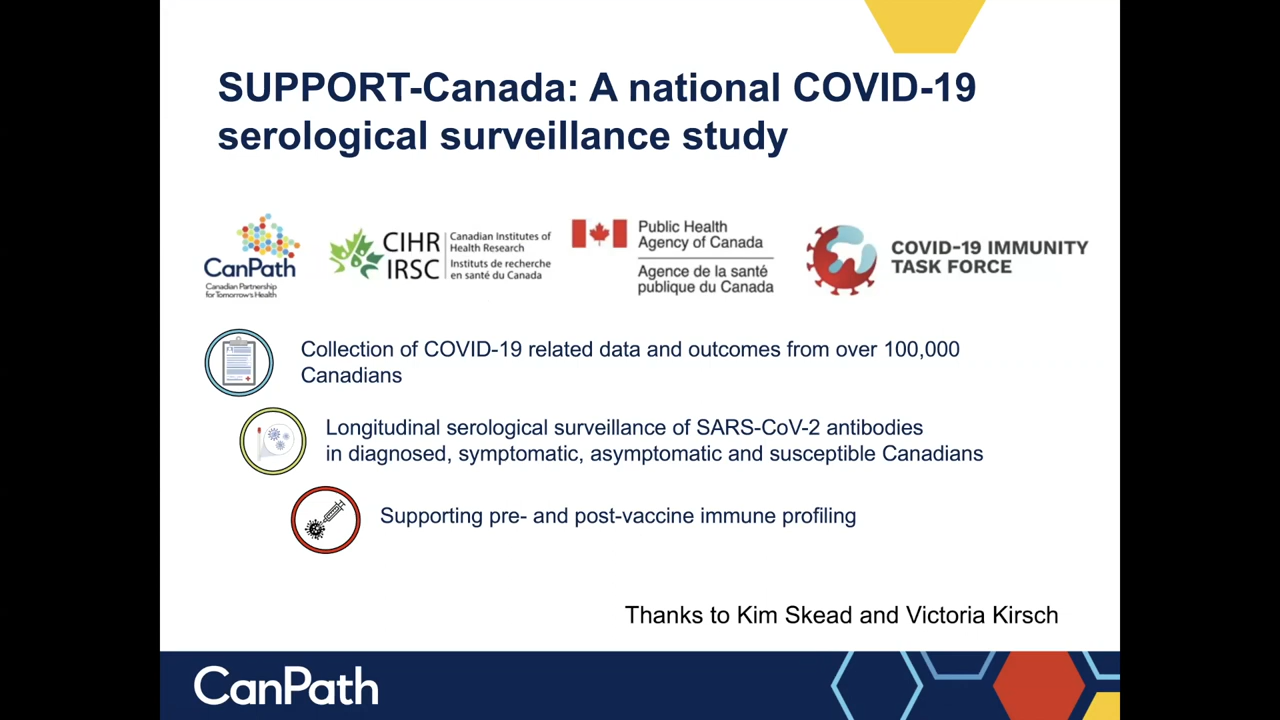 SUPPORT-Canada: A national COVID-19
serological surveillance study
CanPath
Canadian Partnership
for Tomorrow's Health
CIHR
IRSC
Canadian Institutes of
Health Research
Instituts de recherche
en santé du Canada
Public Health
Agency of Canada
Agence de la santé
publique du Canada
COVID-19 IMMUNITY
TASK FORCE
Collection of COVID-19 related data and outcomes from over 100,000
Canadians
Longitudinal serological surveillance of SARS-CoV-2 antibodies
in diagnosed, symptomatic, asymptomatic and susceptible Canadians
Supporting pre- and post-vaccine immune profiling
Thanks to Kim Skead and Victoria Kirsch
CanPath